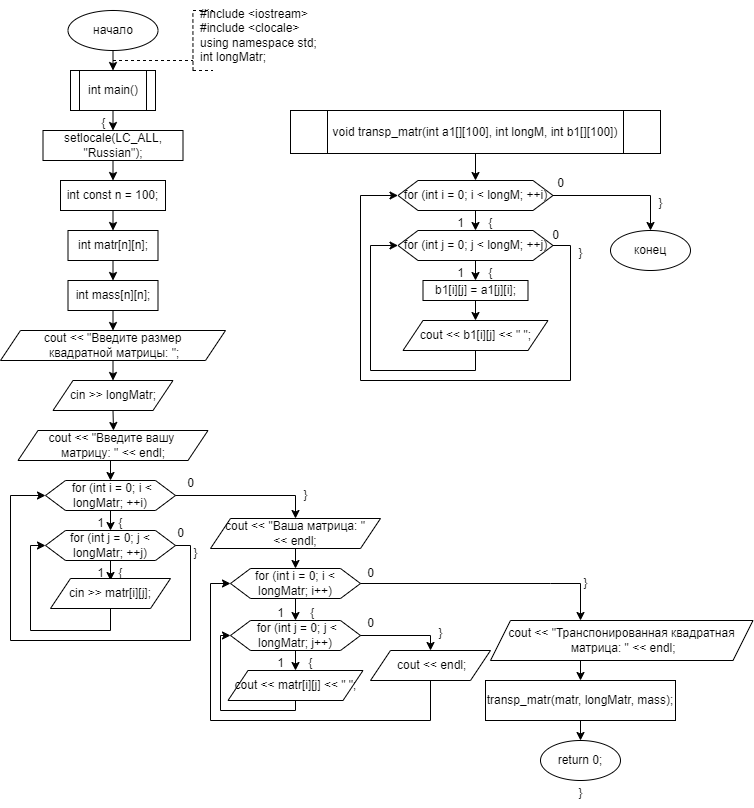 начало
#include <iostream>
#include <clocale>
using namespace std;
int longMatr;
int main()
{
setlocale(LC_ALL,
"Russian");
int const n = 100;
int matr[n][n];
int mass[n][n];
cout << "Введите размер
квадратной матрицы: ";
cin >> longMatr;
cout << "Введите вашу
матрицу: " << endl;
for (int i = 0; i <
longMatr; ++i)
0
}
1 {
for (int j = 0; j <
longMatr; ++j)
0
}
1 {
cin >> matr[i][j];
cout << "Ваша матрица: "
<< endl;
for (int i = 0; i <
longMatr; i++)
0
}
1 {
for (int j = 0; j <
longMatr; j++)
0
}
1 {
cout << matr[i][j] << " ";
cout << endl;
cout << "Транспонированная квадратная
матрица: " << endl;
transp_matr(matr, longMatr, mass);
return 0;
}
void transp_matr(int a1[][100], int longM, int b1[][100])
for (int i = 0; i < longM; ++i)
0
}
1 {
for (int j = 0; j < longM; ++j)
0
}
1 {
b1[i][j] = a1[j][i];
cout << b1[i][j] << " ";
конец